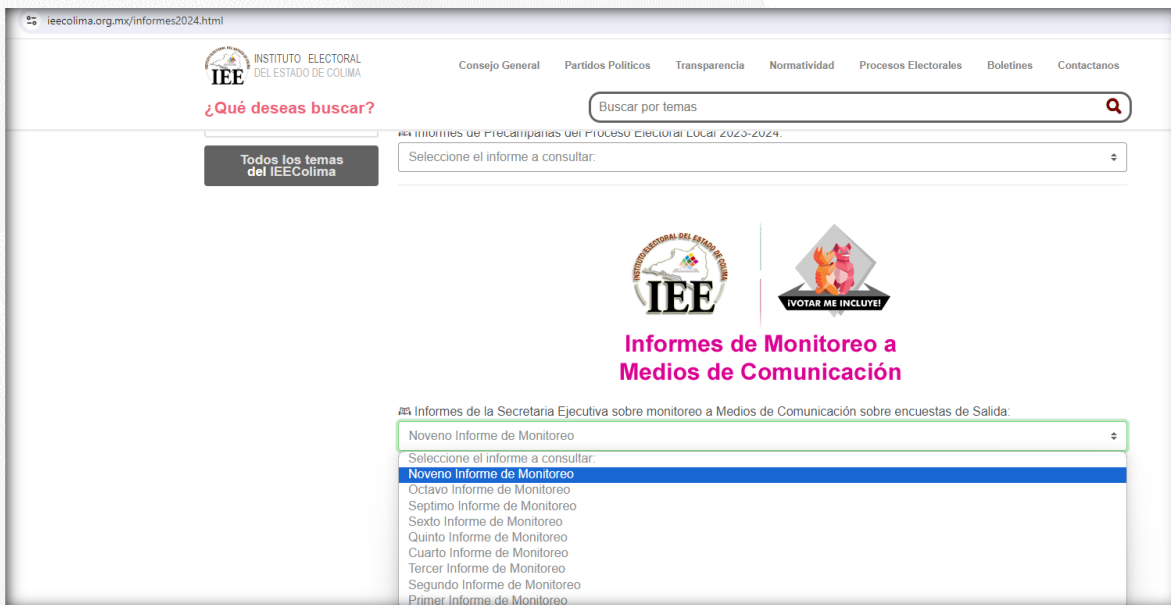 ieecolima.org.mx/informes2024.html
INSTITUTO ELECTORAL
DEL ESTADO DE COLIMA
IEE
Consejo General Partidos Políticos Transparencia Normatividad Procesos Electorales Boletines Contactanos
¿Qué deseas buscar?
Buscar por temas
Informes de Precampañas del Proceso Electoral Local 2023-2024:
Todos los temas
del IEEColima
Seleccione el informe a consultar:
INSTITUTO ELECTORAL DEL ESTADO DE COLIMA
IEE
¡VOTAR ME INCLUYE!
Informes de Monitoreo a
Medios de Comunicación
Informes de la Secretaria Ejecutiva sobre monitoreo a Medios de Comunicación sobre encuestas de Salida:
Noveno Informe de Monitoreo
Seleccione el informe a consultar:
Noveno Informe de Monitoreo
Octavo Informe de Monitoreo
Septimo Informe de Monitoreo
Sexto Informe de Monitoreo
Quinto Informe de Monitoreo
Cuarto Informe de Monitoreo
Tercer Informe de Monitoreo
Segundo Informe de Monitoreo
Primer Informe de Monitoreo